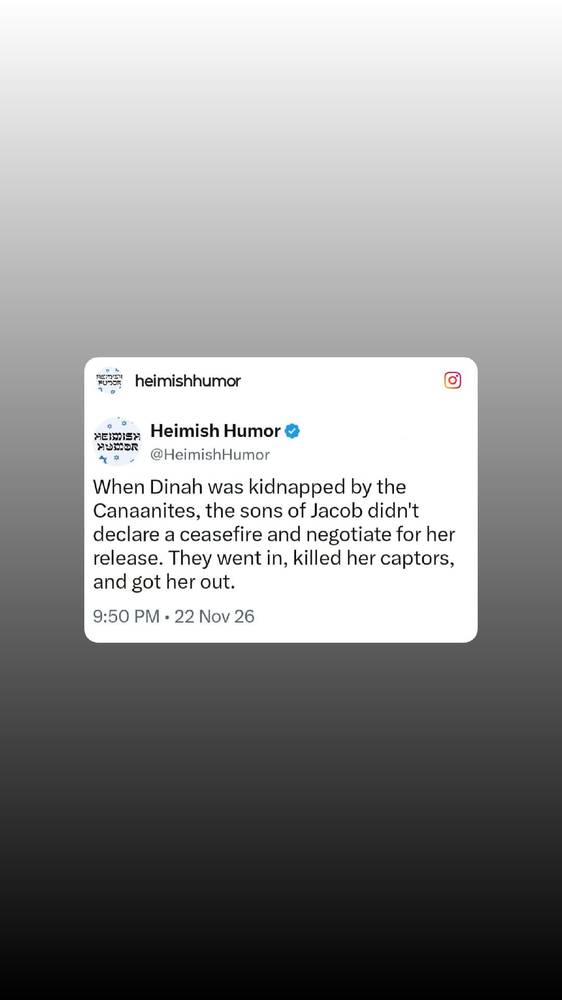 heimishhumor
HEIMISH
HUMOR
Heimish Humor
@HeimishHumor
When Dinah was kidnapped by the
Canaanites, the sons of Jacob didn't
declare a ceasefire and negotiate for her
release. They went in, killed her captors,
and got her out.
9:50 PM • 22 Nov 26